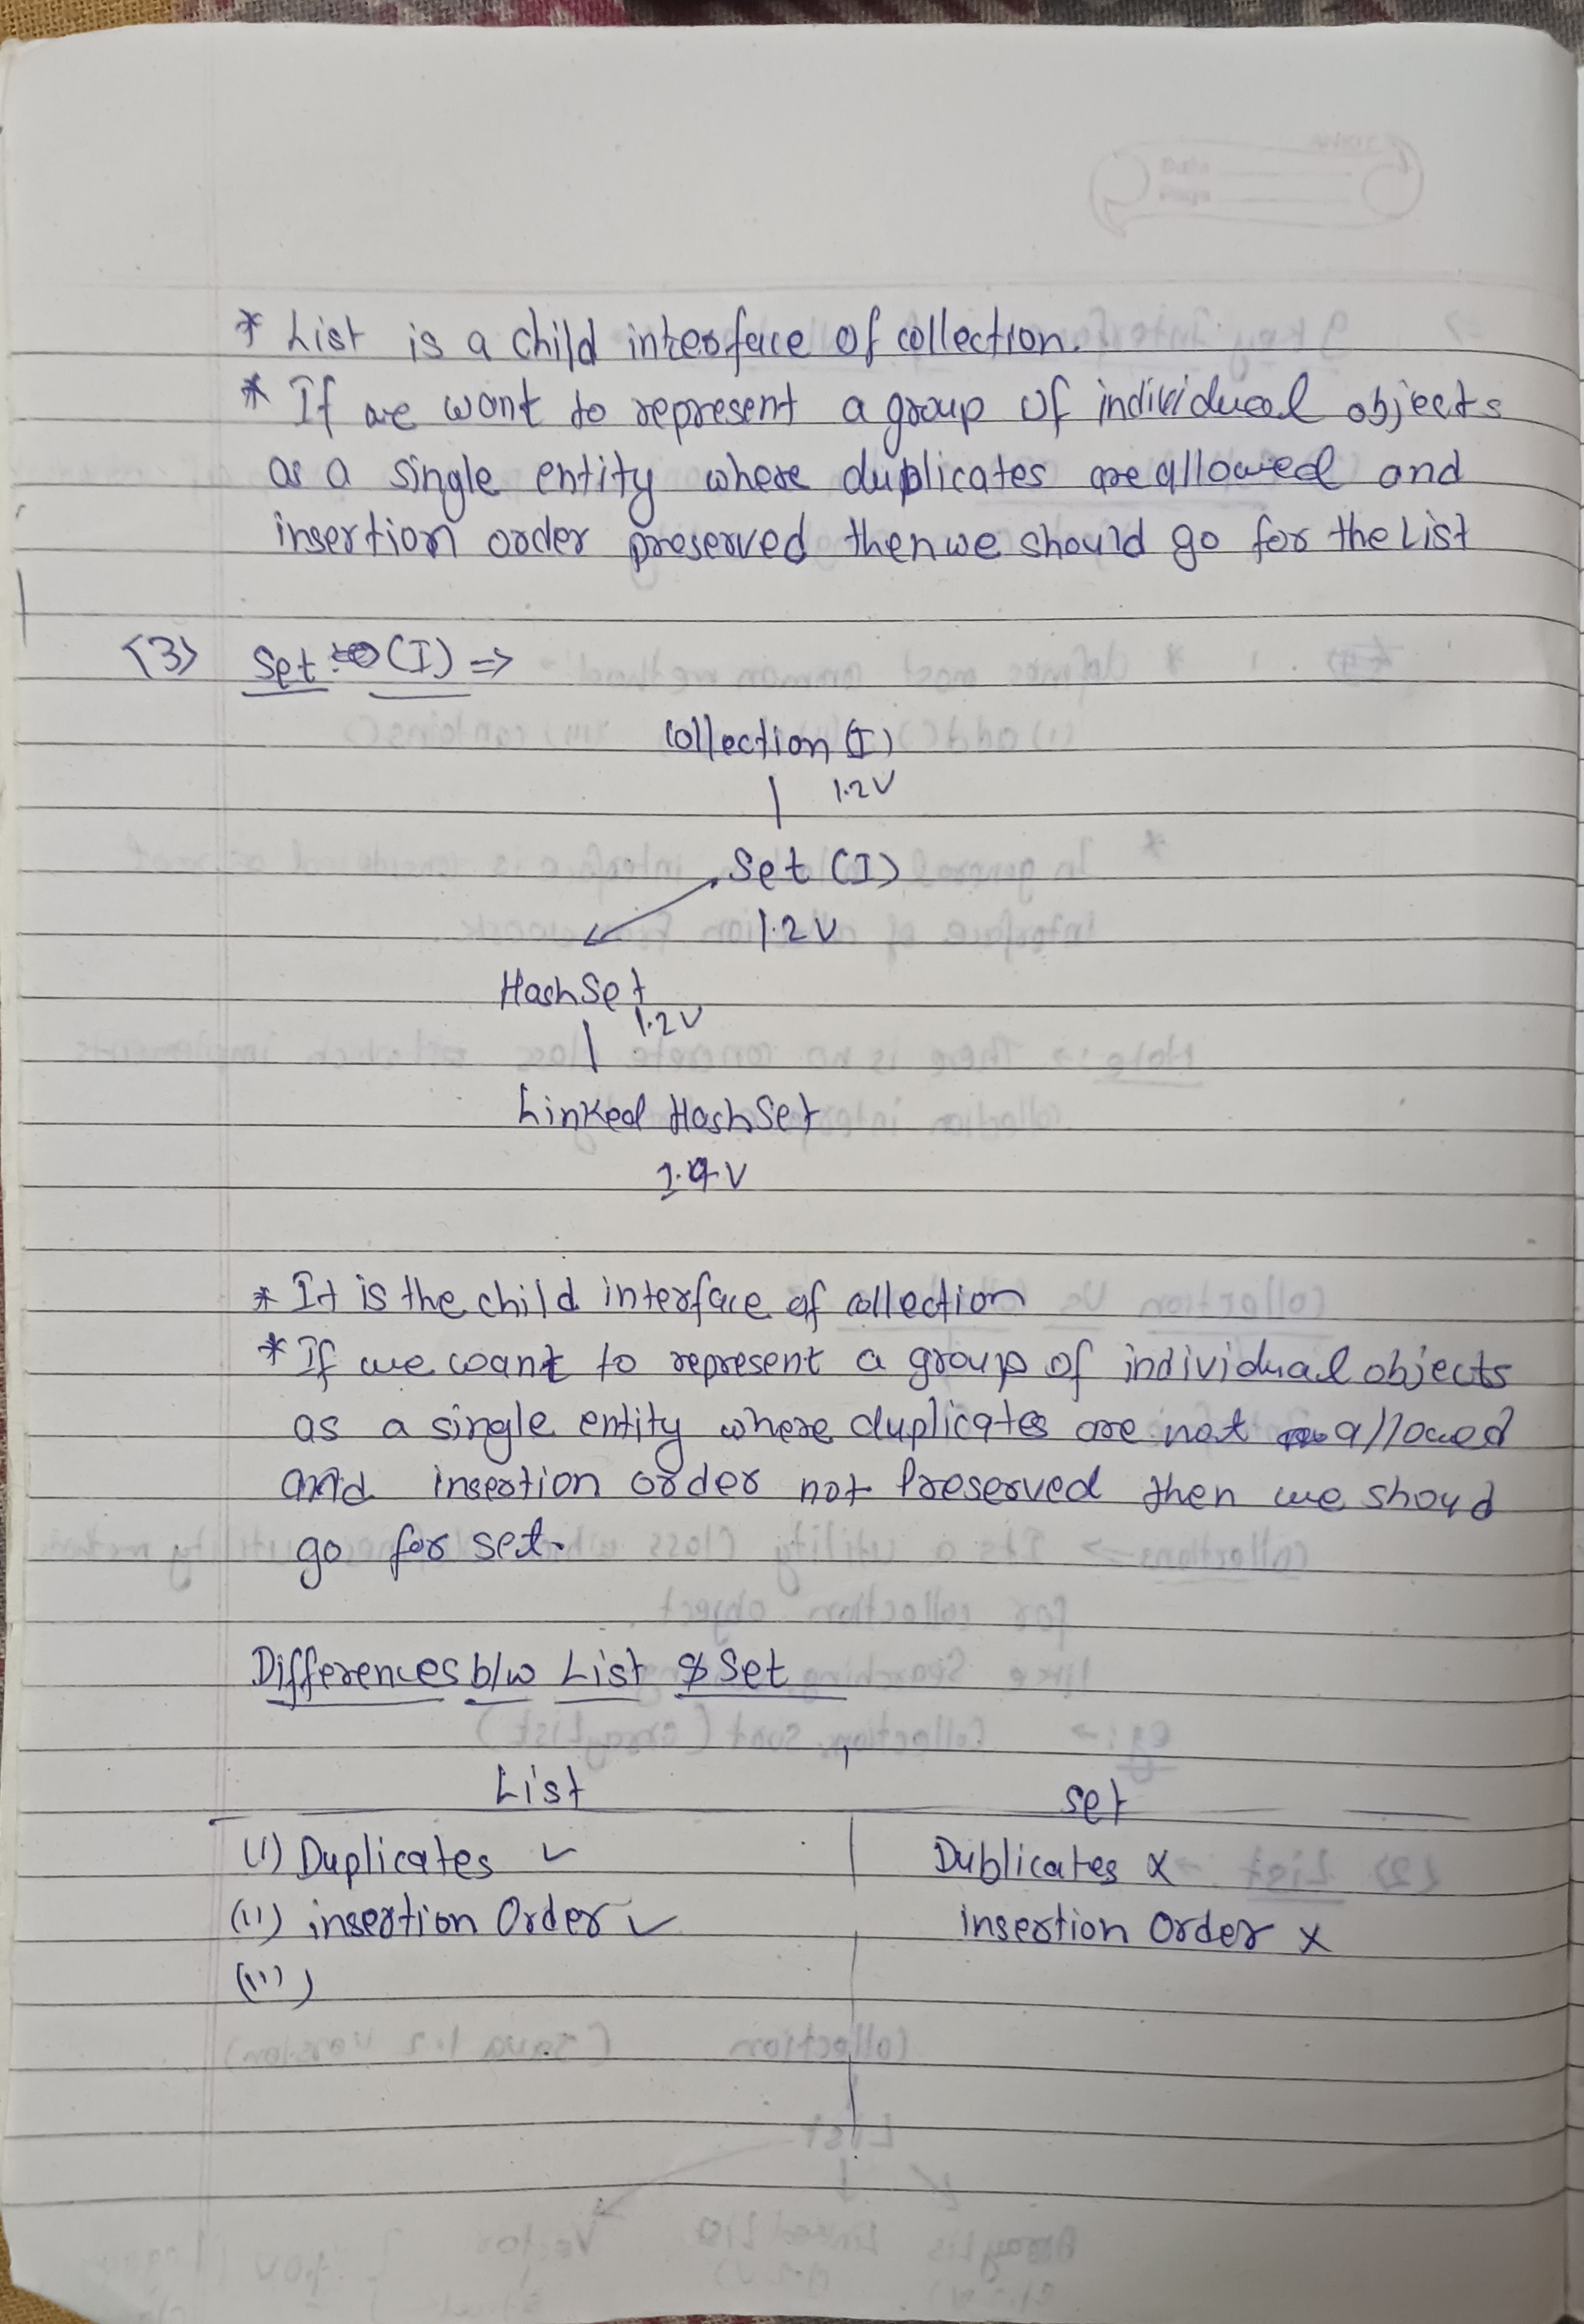 * List is a child interface of collection.
* If we want to represent a group of individual objects
as a single entity where duplicates are allowed and
insertion order preserved then we should go for the List
(3) Set (I) =>
Collection (I)
1.2V
Set (I)
1.2V
HashSet
1.2V
Linked HashSet
1.4V
* It is the child interface of collection
* If we want to represent a group of individual objects
as a single entity where duplicates are not allowed
and insertion order not Preserved then we shoud
go for set.
Differences b/w List & Set
List set
(i) Duplicates ✓ Dublicates x
(ii) insertion Order ✓ insertion Order x
(iii)